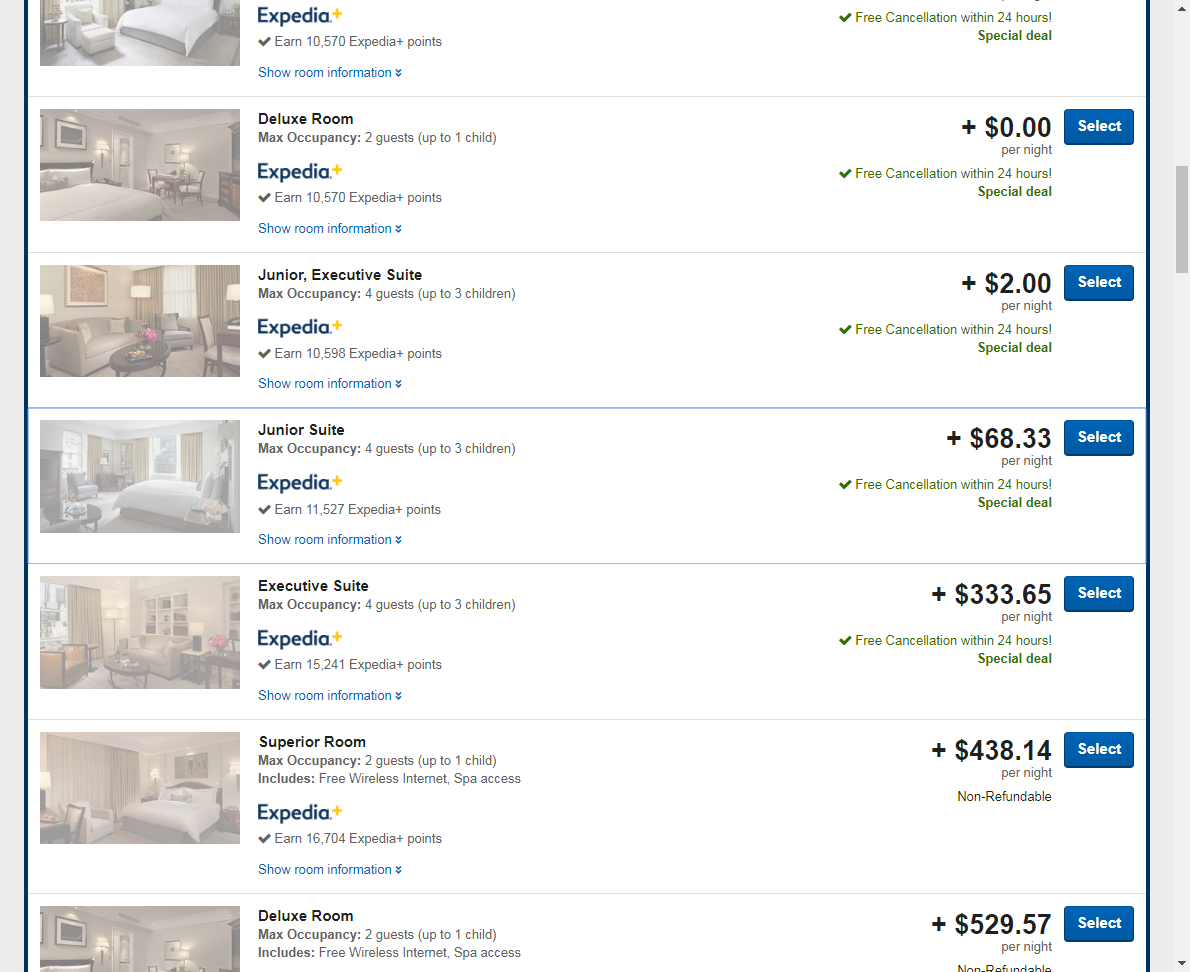 Expedia+
Free Cancellation within 24 hours!
Special deal
Earn 10,570 Expedia+ points
Show room information
Deluxe Room
Max Occupancy: 2 guests (up to 1 child)
+ $0.00
per night
Select
Expedia+
Free Cancellation within 24 hours!
Special deal
Earn 10,570 Expedia+ points
Show room information
Junior, Executive Suite
Max Occupancy: 4 guests (up to 3 children)
+ $2.00
per night
Select
Expedia+
Free Cancellation within 24 hours!
Special deal
Earn 10,598 Expedia+ points
Show room information
Junior Suite
Max Occupancy: 4 guests (up to 3 children)
+ $68.33
per night
Select
Expedia+
Free Cancellation within 24 hours!
Special deal
Earn 11,527 Expedia+ points
Show room information
Executive Suite
Max Occupancy: 4 guests (up to 3 children)
+ $333.65
per night
Select
Expedia+
Free Cancellation within 24 hours!
Special deal
Earn 15,241 Expedia+ points
Show room information
Superior Room
Max Occupancy: 2 guests (up to 1 child)
Includes: Free Wireless Internet, Spa access
+ $438.14
per night
Select
Non-Refundable
Expedia+
Earn 16,704 Expedia+ points
Show room information
Deluxe Room
Max Occupancy: 2 guests (up to 1 child)
Includes: Free Wireless Internet, Spa access
+ $529.57
per night
Select
Non-Refundable